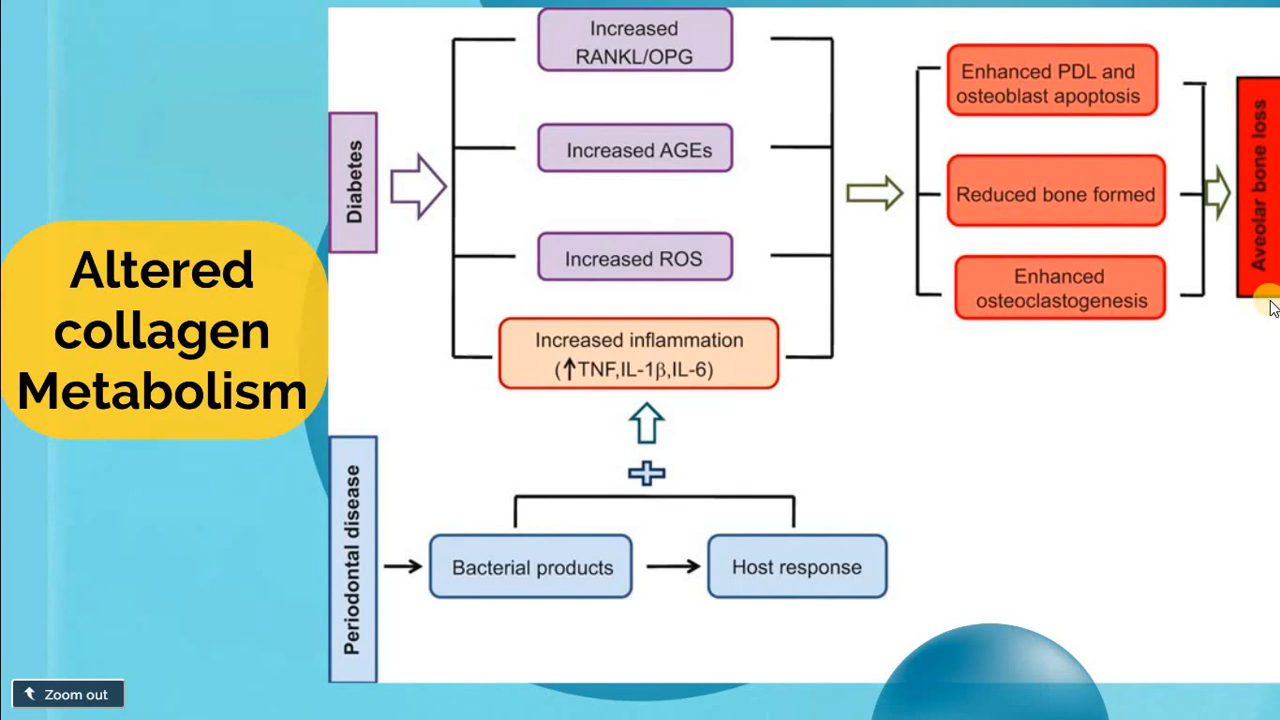 Altered
collagen
Metabolism
Diabetes
Increased
RANKL/OPG
Increased AGEs
Increased ROS
Increased inflammation
(↑TNF,IL-1β,IL-6)
Enhanced PDL and
osteoblast apoptosis
Reduced bone formed
Enhanced
osteoclastogenesis
Aveolar bone loss
Periodontal disease
Bacterial products
Host response
Zoom out